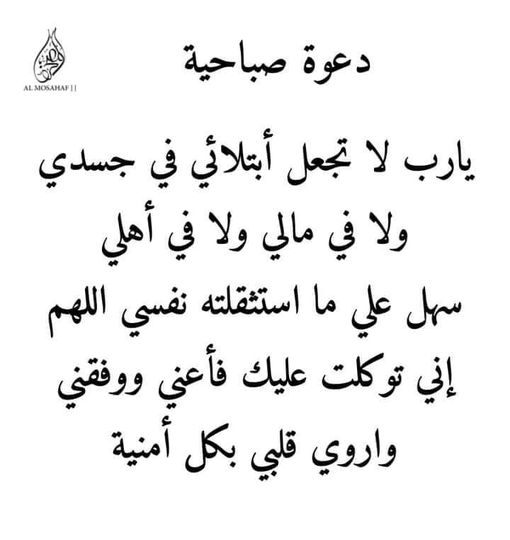 دعوة صباحية
AL MOSAHAF ||
يارب لا تجعل أبتلائي في جسدي
ولا في مالي ولا في أهلي
سهل علي ما استثقلته نفسي اللهم
إني توكلت عليك فأعني ووفقني
واروي قلبي بكل أمنية